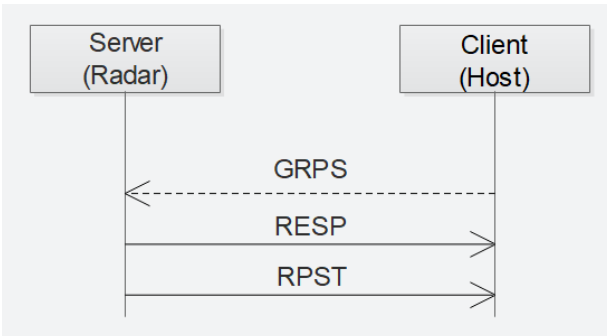 Server
(Radar)
Client
(Host)
GRPS
RESP
RPST